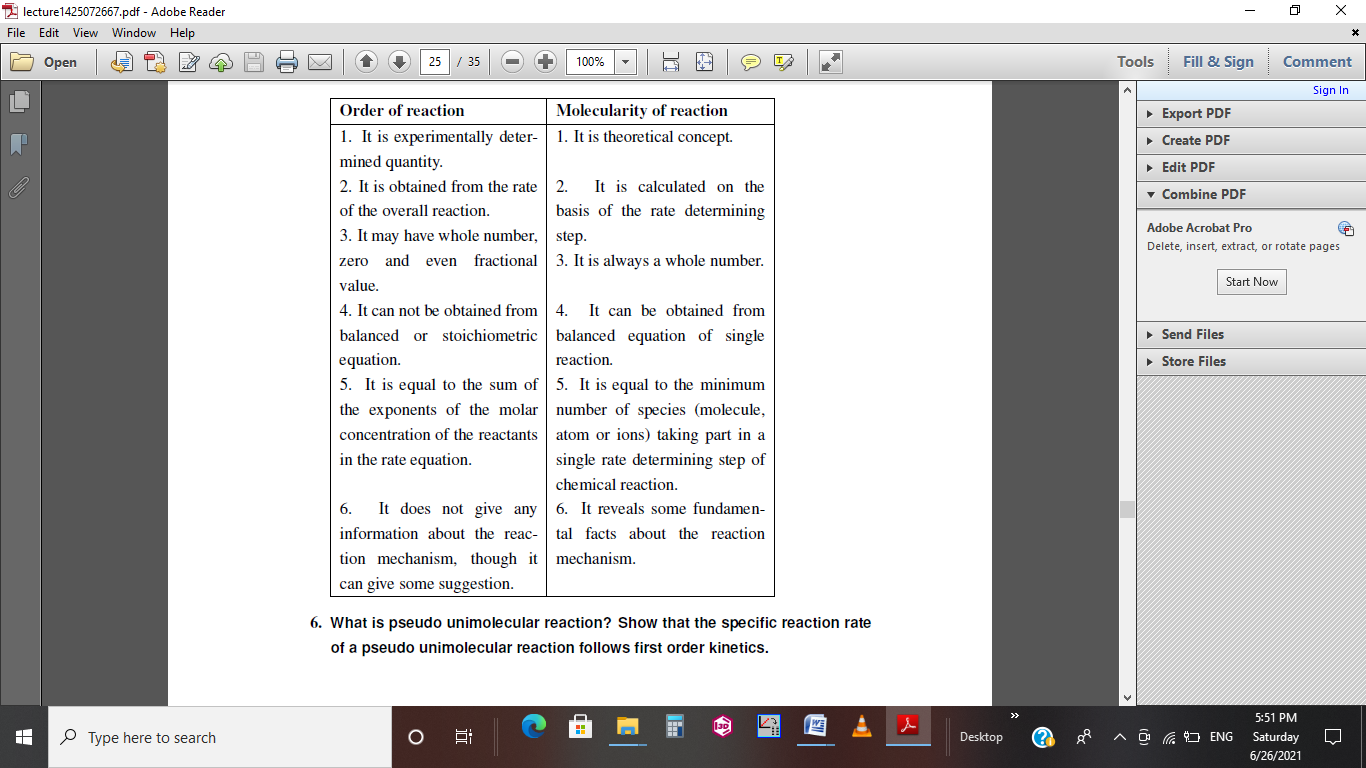 lecture1425072667.pdf - Adobe Reader
File Edit View Window Help
Open 25 / 35 100% Tools Fill & Sign Comment
Sign In
Export PDF
Create PDF
Edit PDF
Combine PDF
Adobe Acrobat Pro
Delete, insert, extract, or rotate pages
Start Now
Send Files
Store Files
Order of reaction
1. It is experimentally deter-
mined quantity.
2. It is obtained from the rate
of the overall reaction.
3. It may have whole number,
zero and even fractional
value.
4. It can not be obtained from
balanced or stoichiometric
equation.
5. It is equal to the sum of
the exponents of the molar
concentration of the reactants
in the rate equation.
6. It does not give any
information about the reac-
tion mechanism, though it
can give some suggestion.
Molecularity of reaction
1. It is theoretical concept.
2. It is calculated on the
basis of the rate determining
step.
3. It is always a whole number.
4. It can be obtained from
balanced equation of single
reaction.
5. It is equal to the minimum
number of species (molecule,
atom or ions) taking part in a
single rate determining step of
chemical reaction.
6. It reveals some fundamen-
tal facts about the reaction
mechanism.
6. What is pseudo unimolecular reaction? Show that the specific reaction rate
of a pseudo unimolecular reaction follows first order kinetics.
Type here to search
Desktop
ENG
5:51 PM
Saturday
6/26/2021